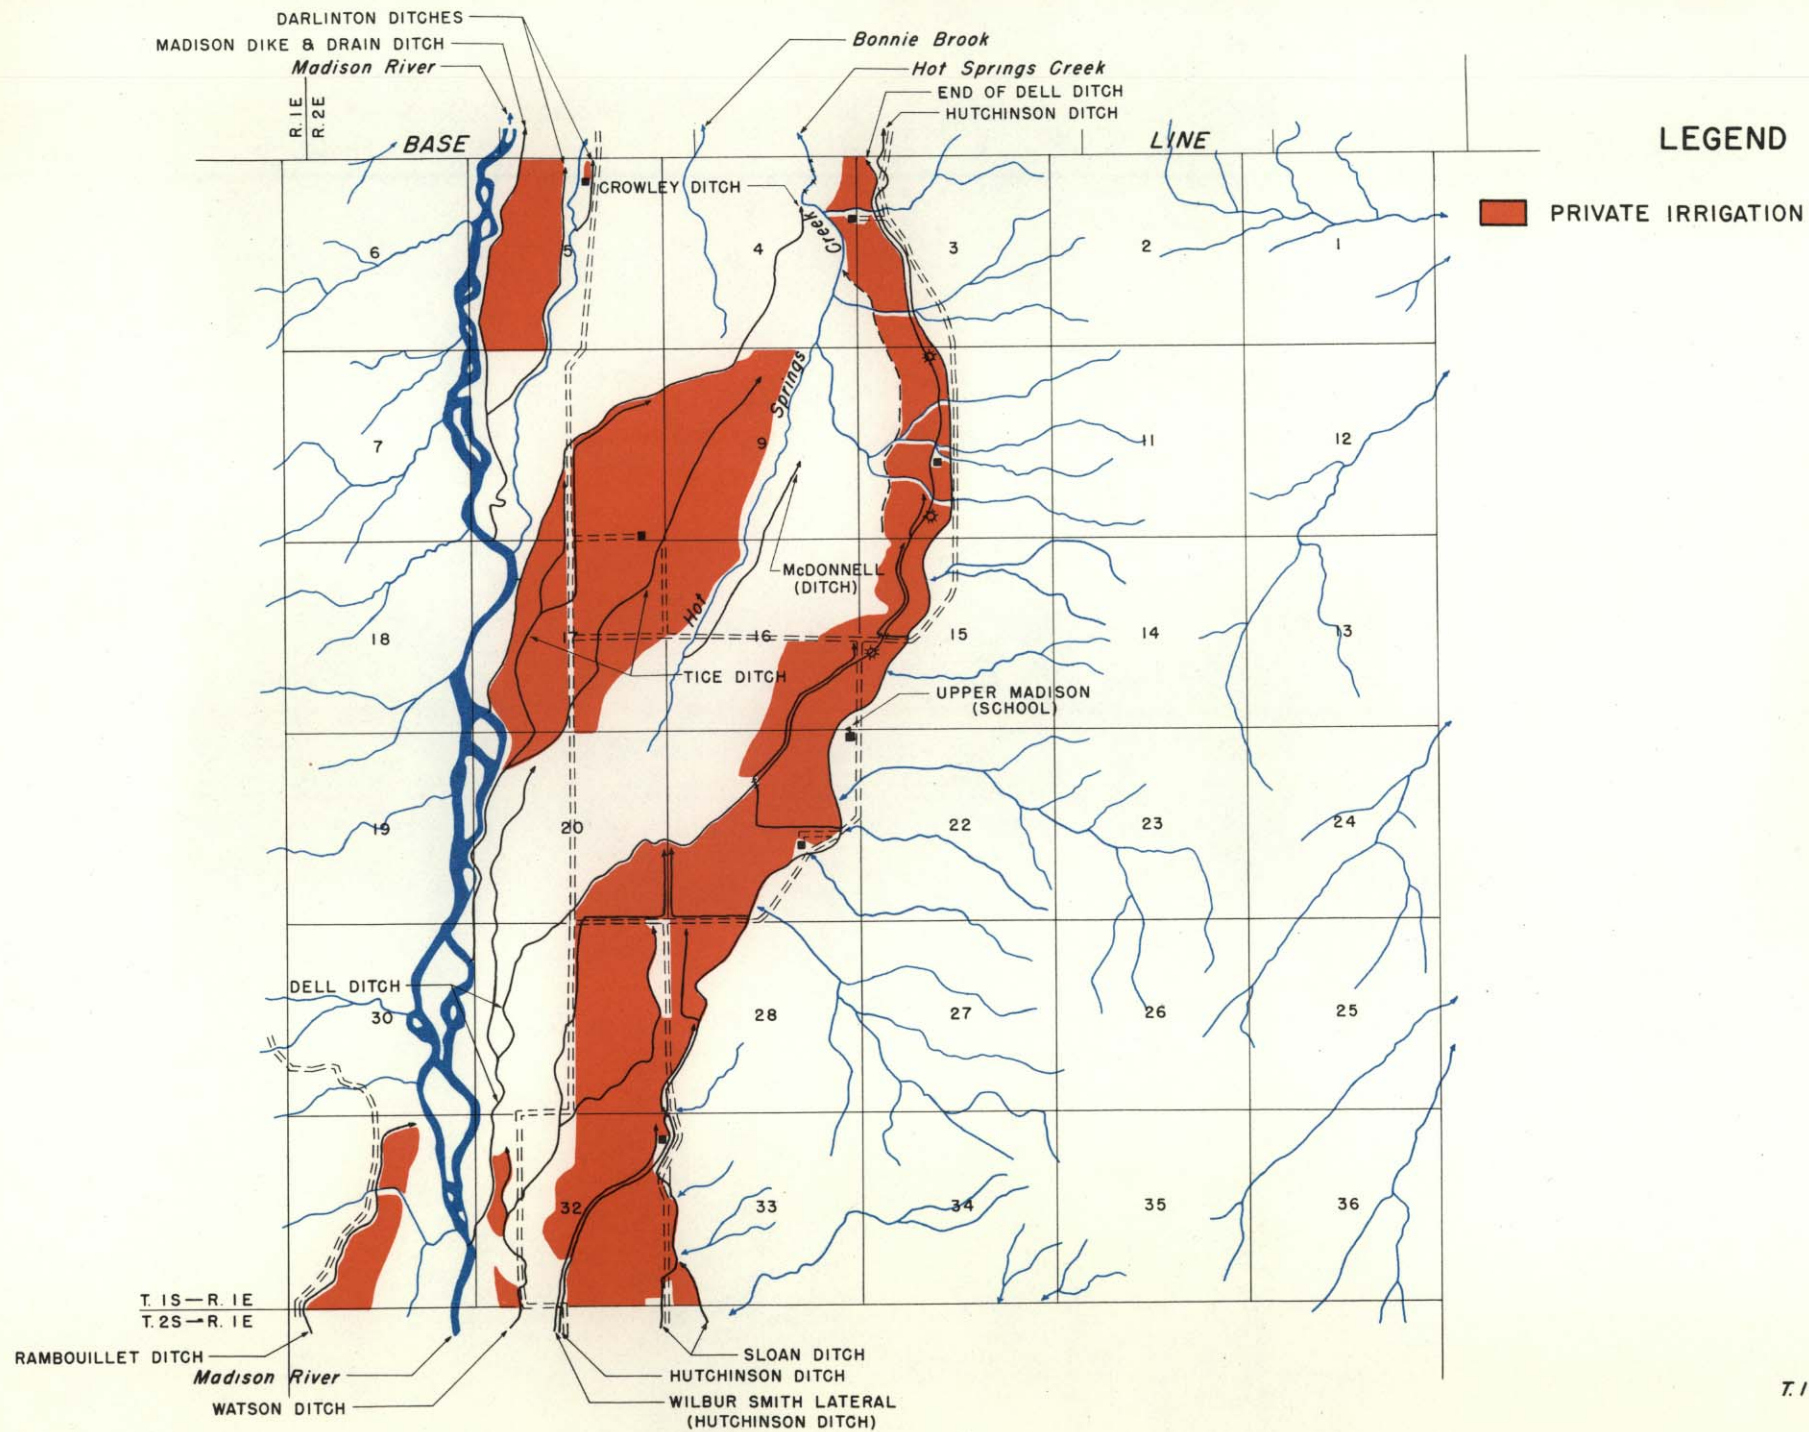 DARLINTON DITCHES
MADISON DIKE & DRAIN DITCH
Madison River
Bonnie Brook
Hot Springs Creek
END OF DELL DITCH
HUTCHINSON DITCH
R. 1E
R. 2E
BASE
LINE
LEGEND
PRIVATE IRRIGATION
CROWLEY DITCH
Creek
6
5
4
3
2
1
Springs
7
9
11
12
McDONNELL
(DITCH)
Hot
18
17
16
15
14
13
TICE DITCH
UPPER MADISON
(SCHOOL)
19
20
22
23
24
DELL DITCH
30
28
27
26
25
32
33
34
35
36
T. 1S—R. 1E
T. 2S—R. 1E
RAMBOUILLET DITCH
Madison River
WATSON DITCH
SLOAN DITCH
HUTCHINSON DITCH
WILBUR SMITH LATERAL
(HUTCHINSON DITCH)
T. 1